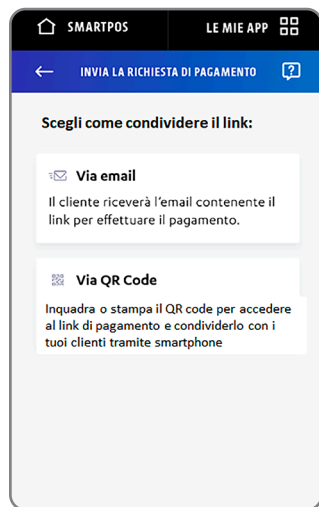 SMARTPOS LE MIE APP
INVIA LA RICHIESTA DI PAGAMENTO ?
Scegli come condividere il link:
Via email
Il cliente riceverà l'email contenente il
link per effettuare il pagamento.
Via QR Code
Inquadra o stampa il QR code per accedere
al link di pagamento e condividerlo con i
tuoi clienti tramite smartphone